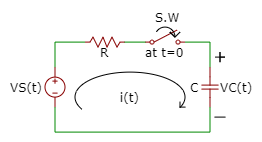 S.W
R
at t=0
+
VS(t)
+
-
i(t)
C
VC(t)
−